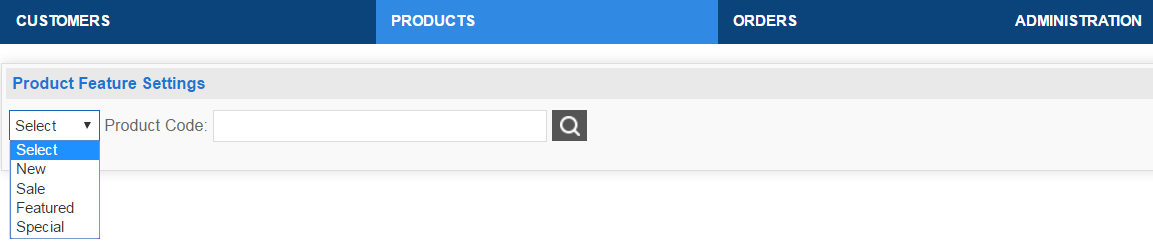 CUSTOMERS PRODUCTS ORDERS ADMINISTRATION
Product Feature Settings
Select Product Code:
Select
New
Sale
Featured
Special